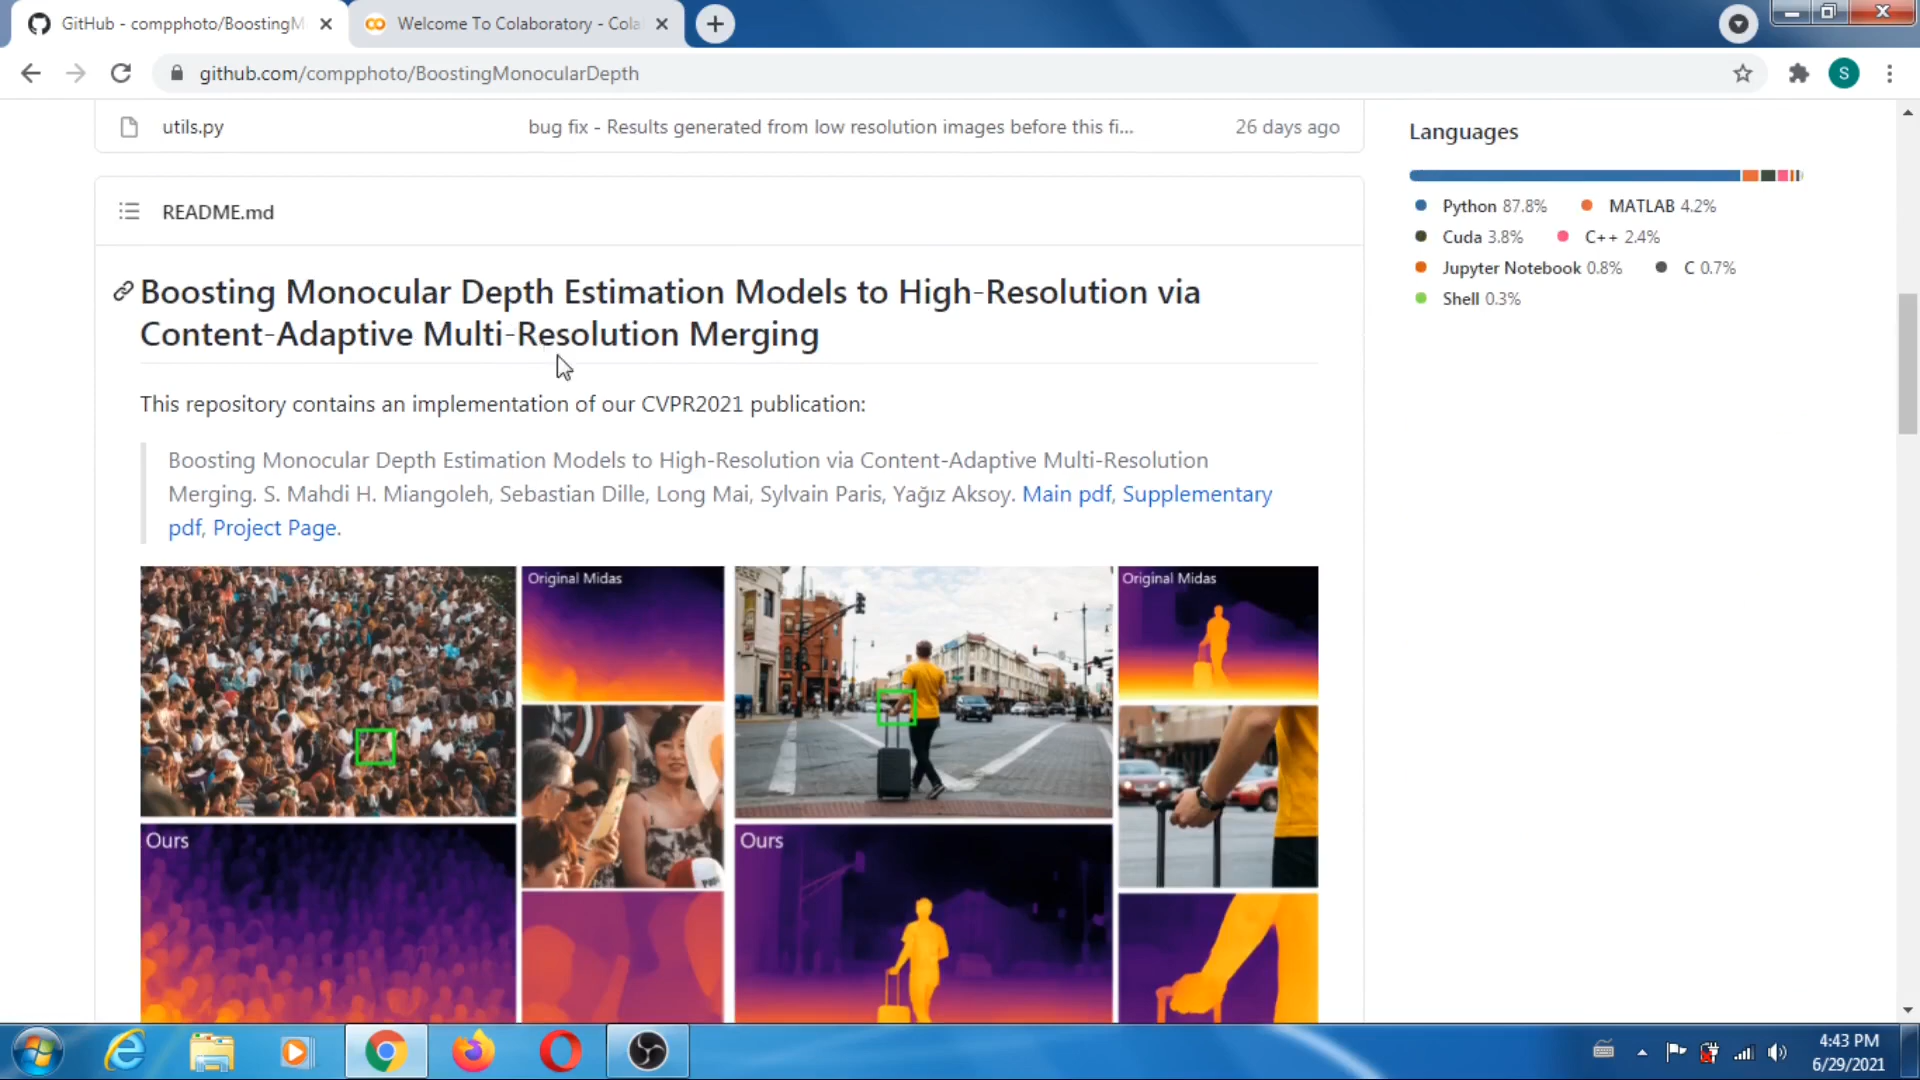 GitHub - compphoto/BoostingM
Welcome To Colaboratory - Cola
S
github.com/compphoto/BoostingMonocularDepth
utils.py bug fix - Results generated from low resolution images before this fi... 26 days ago
README.md
Boosting Monocular Depth Estimation Models to High-Resolution via
Content-Adaptive Multi-Resolution Merging
This repository contains an implementation of our CVPR2021 publication:
Boosting Monocular Depth Estimation Models to High-Resolution via Content-Adaptive Multi-Resolution
Merging. S. Mahdi H. Miangoleh, Sebastian Dille, Long Mai, Sylvain Paris, Yağız Aksoy. Main pdf, Supplementary
pdf, Project Page.
Original Midas
Original Midas
Ours
Ours
Languages
Python 87.8% MATLAB 4.2%
Cuda 3.8% C++ 2.4%
Jupyter Notebook 0.8% C 0.7%
Shell 0.3%
4:43 PM
6/29/2021